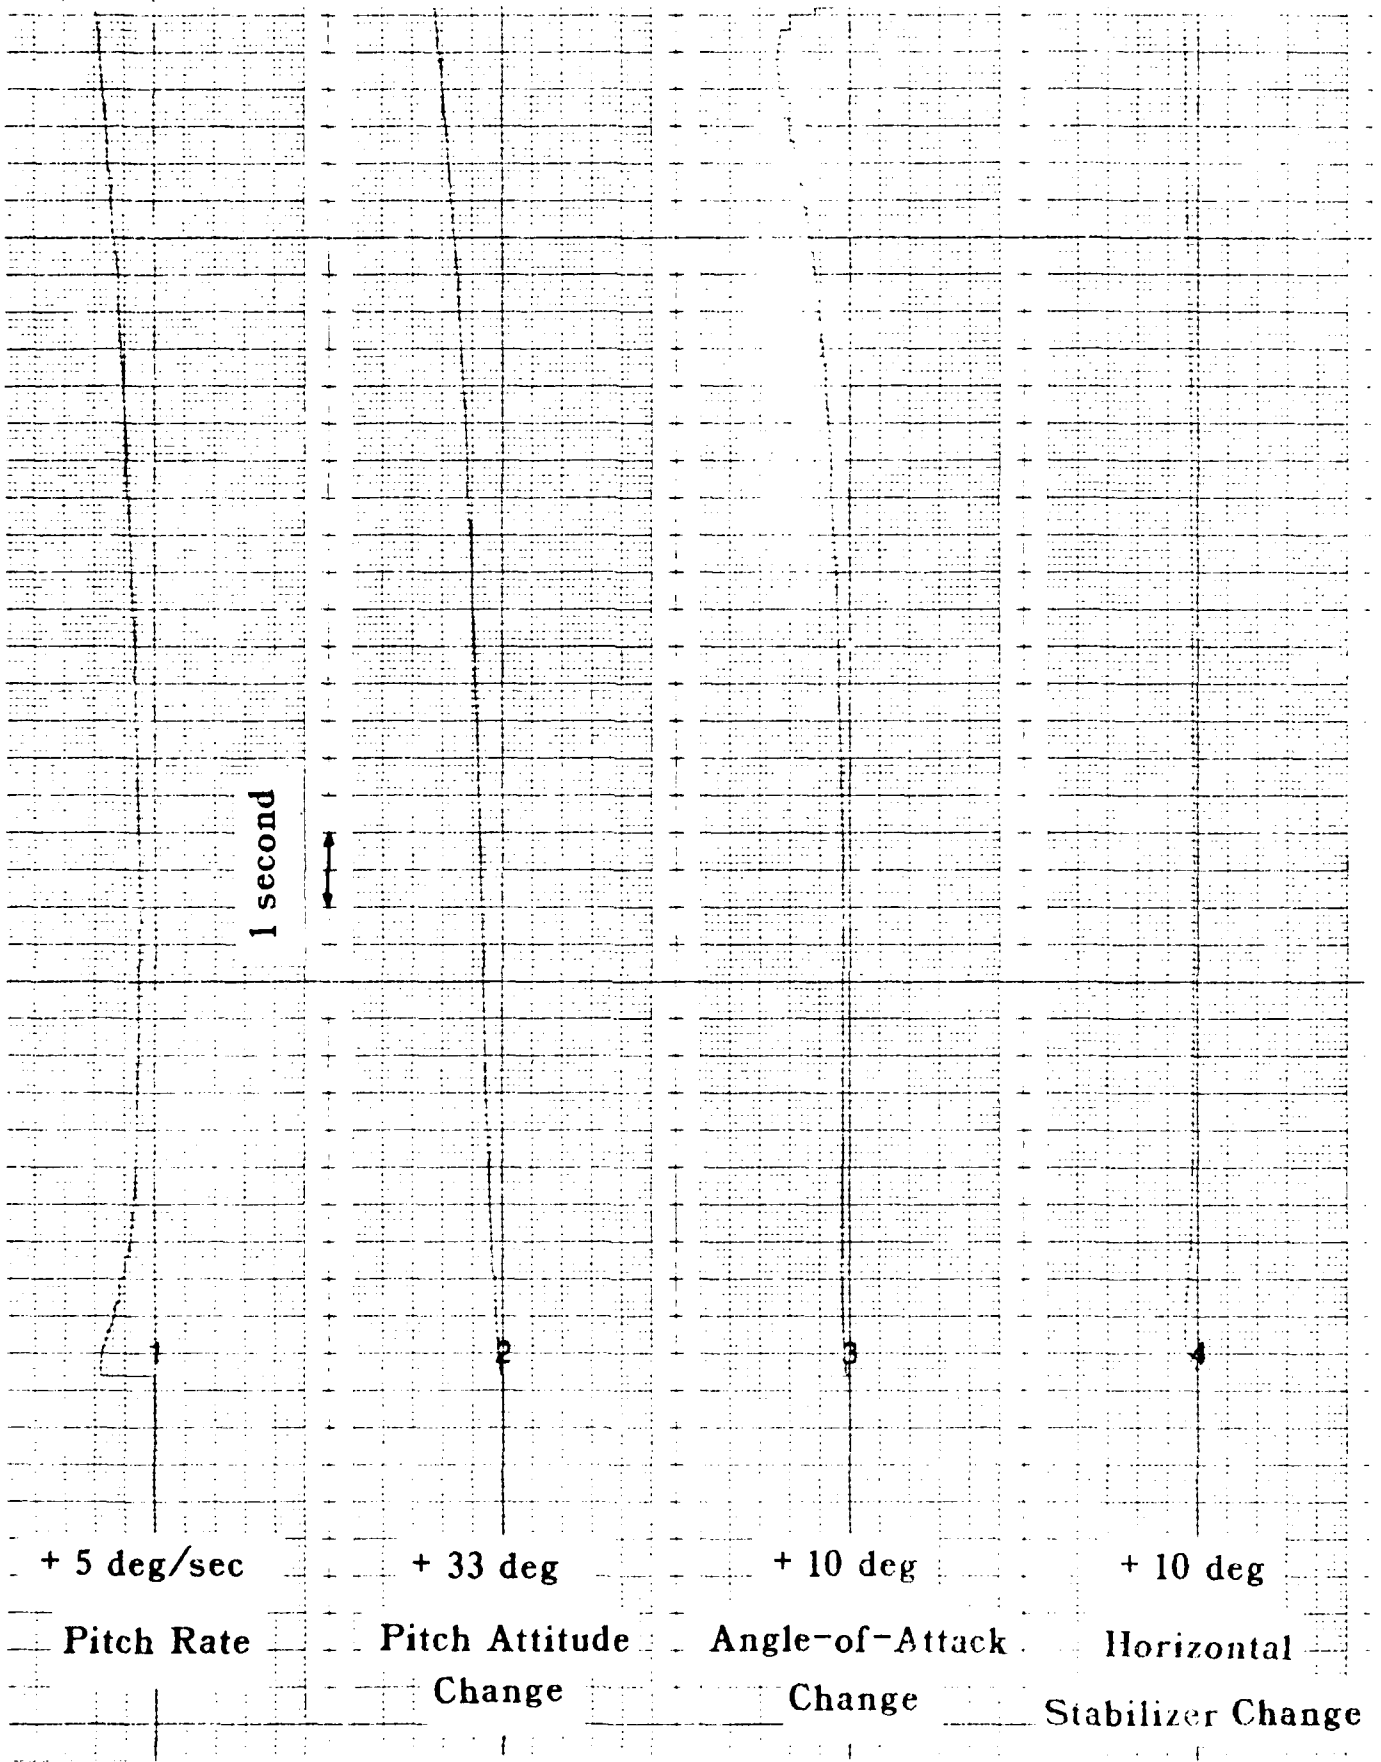 1 second
1
2
3
4
+ 5 deg/sec
+ 33 deg
+ 10 deg
+ 10 deg
Pitch Rate
Pitch Attitude
Change
Angle-of-Attack
Change
Horizontal
Stabilizer Change